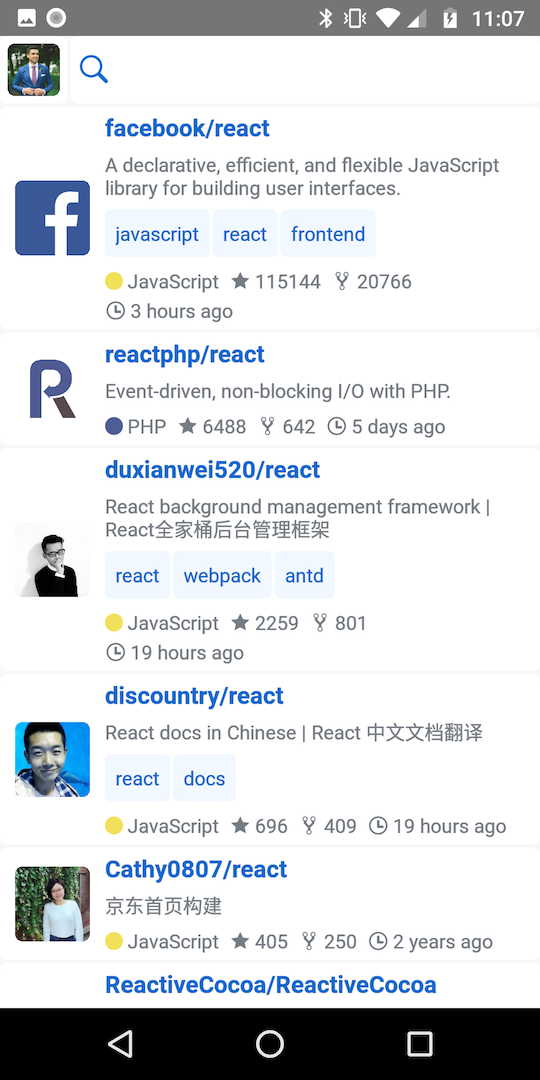 11:07
facebook/react
A declarative, efficient, and flexible JavaScript
library for building user interfaces.
javascript react frontend
JavaScript 115144 20766
3 hours ago
reactphp/react
Event-driven, non-blocking I/O with PHP.
PHP 6488 642 5 days ago
duxianwei520/react
React background management framework |
React全家桶后台管理框架
react webpack antd
JavaScript 2259 801
19 hours ago
discountry/react
React docs in Chinese | React 中文文档翻译
react docs
JavaScript 696 409 19 hours ago
Cathy0807/react
京东首页构建
JavaScript 405 250 2 years ago
ReactiveCocoa/ReactiveCocoa